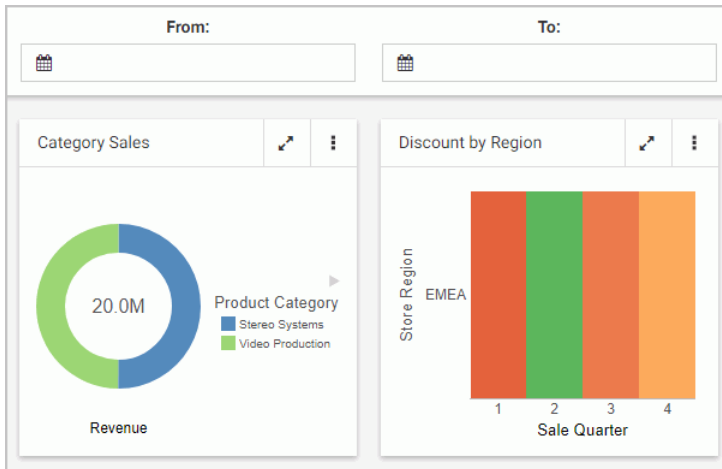 From:
To:
Category Sales
Discount by Region
20.0M
Product Category
Stereo Systems
Video Production
Revenue
Store Region
EMEA
1 2 3 4
Sale Quarter